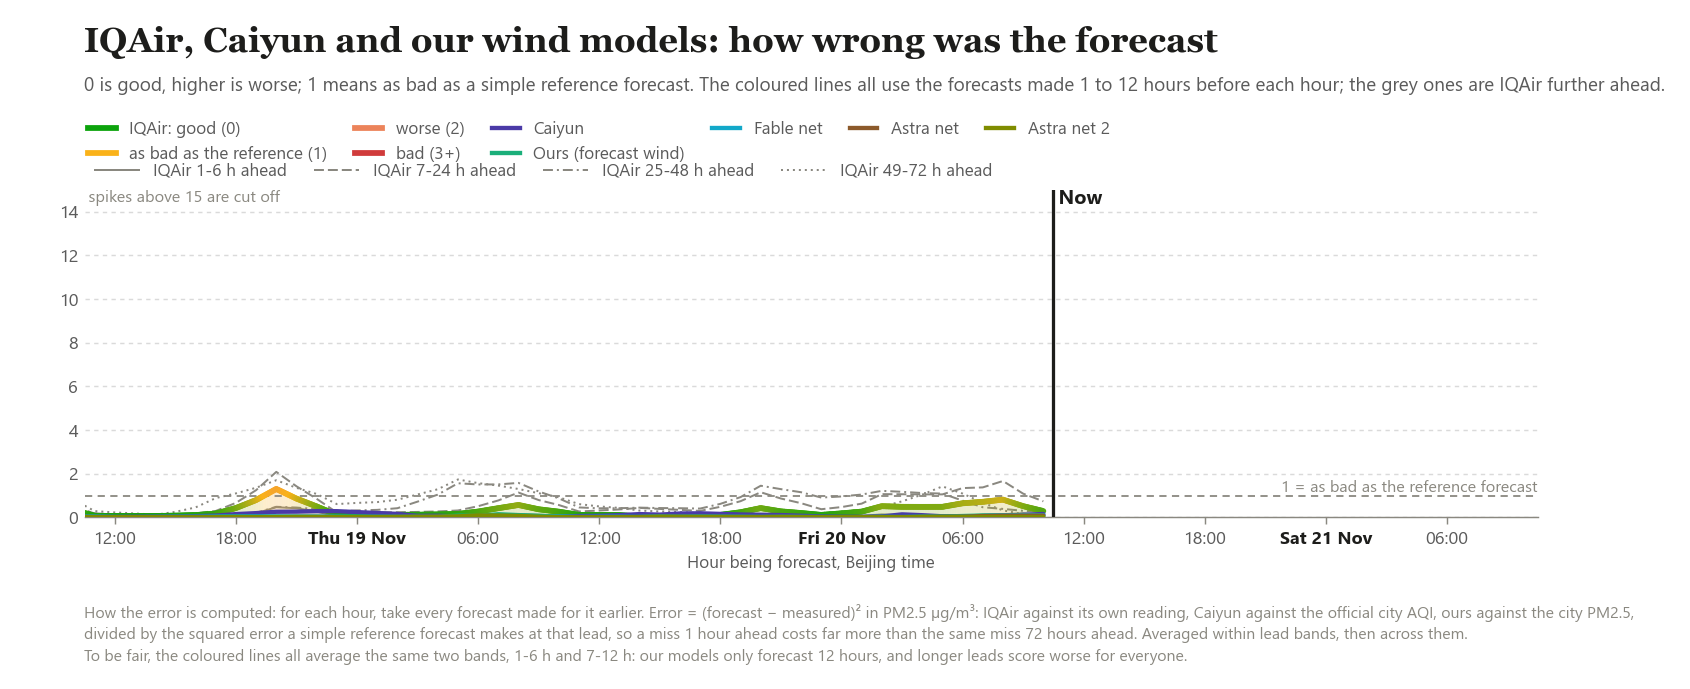 IQAir, Caiyun and our wind models: how wrong was the forecast
0 is good, higher is worse; 1 means as bad as a simple reference forecast. The coloured lines all use the forecasts made 1 to 12 hours before each hour; the grey ones are IQAir further ahead.
IQAir: good (0) worse (2) Caiyun Fable net Astra net Astra net 2
as bad as the reference (1) bad (3+) Ours (forecast wind)
IQAir 1-6 h ahead IQAir 7-24 h ahead IQAir 25-48 h ahead IQAir 49-72 h ahead
spikes above 15 are cut off
Now
14
12
10
8
6
4
2
1 = as bad as the reference forecast
0
12:00 18:00 Thu 19 Nov 06:00 12:00 18:00 Fri 20 Nov 06:00 12:00 18:00 Sat 21 Nov 06:00
Hour being forecast, Beijing time
How the error is computed: for each hour, take every forecast made for it earlier. Error = (forecast − measured)² in PM2.5 µg/m³: IQAir against its own reading, Caiyun against the official city AQI, ours against the city PM2.5,
divided by the squared error a simple reference forecast makes at that lead, so a miss 1 hour ahead costs far more than the same miss 72 hours ahead. Averaged within lead bands, then across them.
To be fair, the coloured lines all average the same two bands, 1-6 h and 7-12 h: our models only forecast 12 hours, and longer leads score worse for everyone.